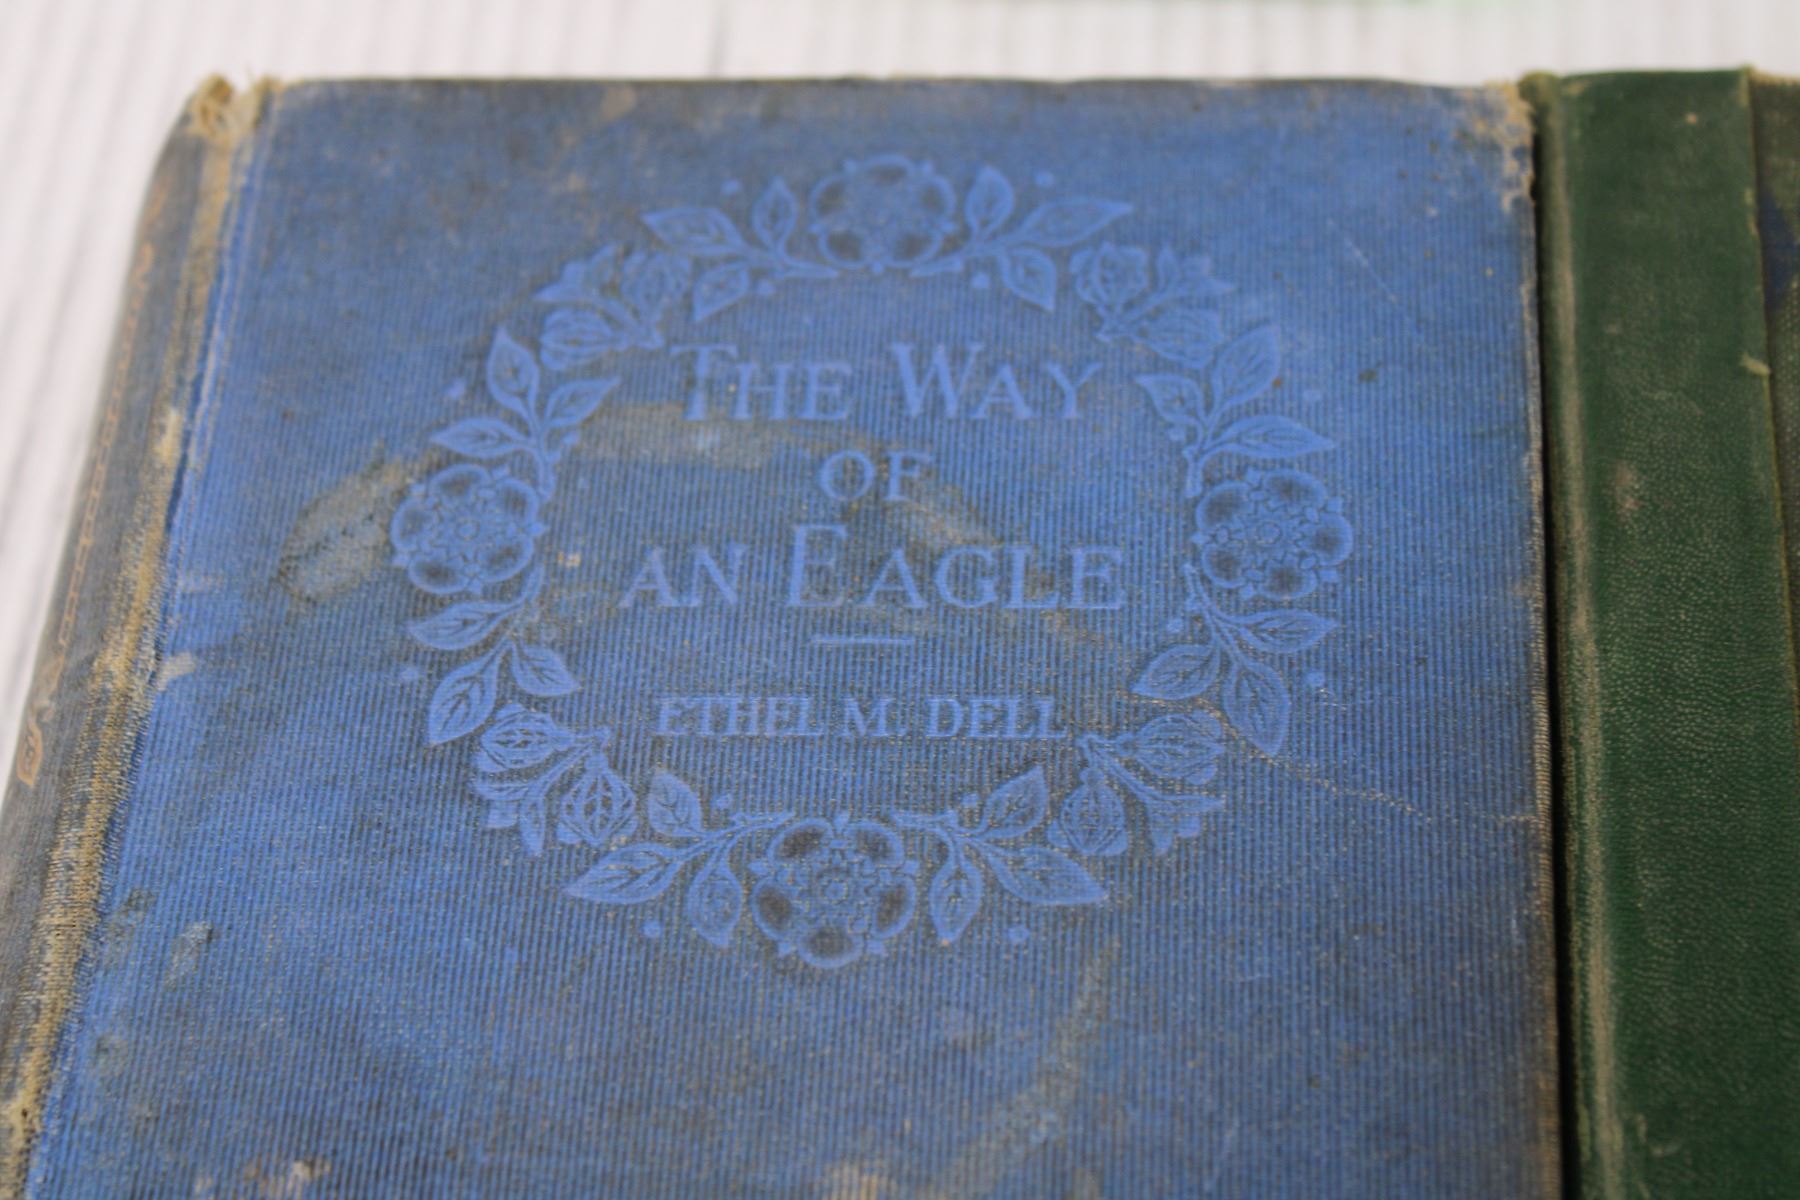 THE WAY
OF
AN EAGLE
ETHEL M. DELL